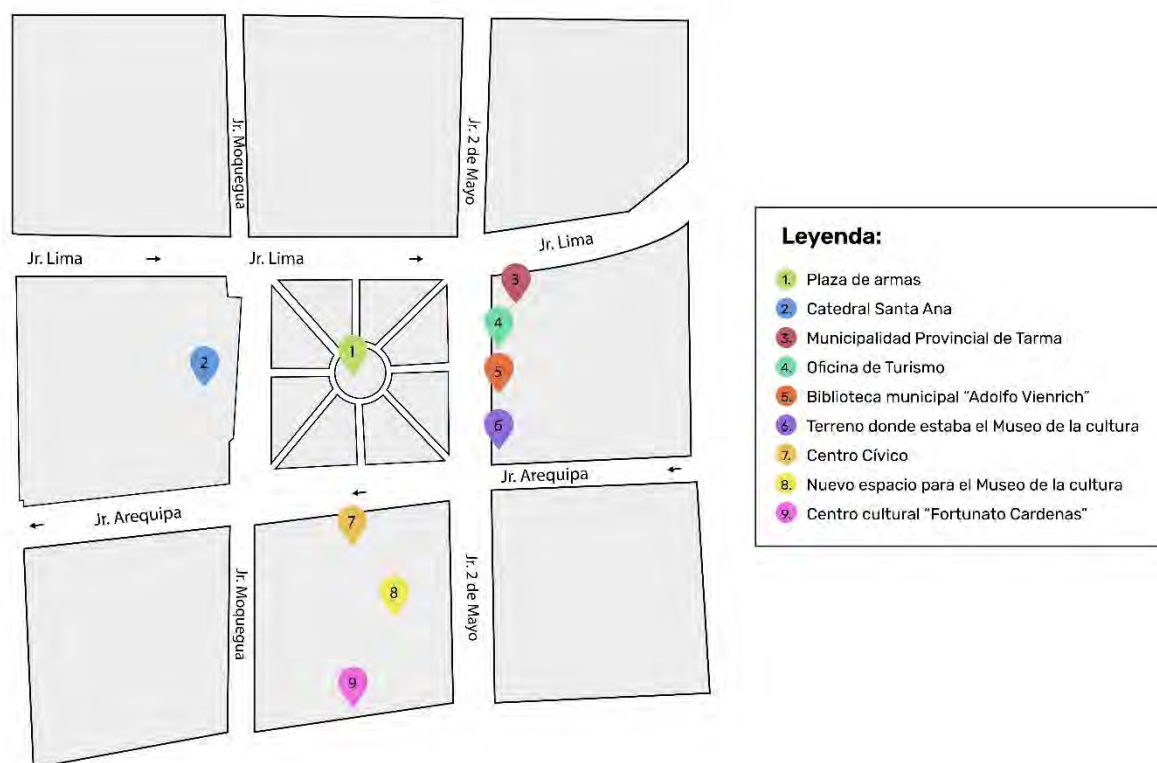 Jr. Moquegua
Jr. 2 de Mayo
Jr. Lima
Jr. Lima
Jr. Lima
1
2
3
4
5
6
Jr. Arequipa
Jr. Arequipa
7
8
9
Jr. Moquegua
Jr. 2 de Mayo
Leyenda:
1. Plaza de armas
2. Catedral Santa Ana
3. Municipalidad Provincial de Tarma
4. Oficina de Turismo
5. Biblioteca municipal "Adolfo Vienrich"
6. Terreno donde estaba el Museo de la cultura
7. Centro Cívico
8. Nuevo espacio para el Museo de la cultura
9. Centro cultural "Fortunato Cardenas"